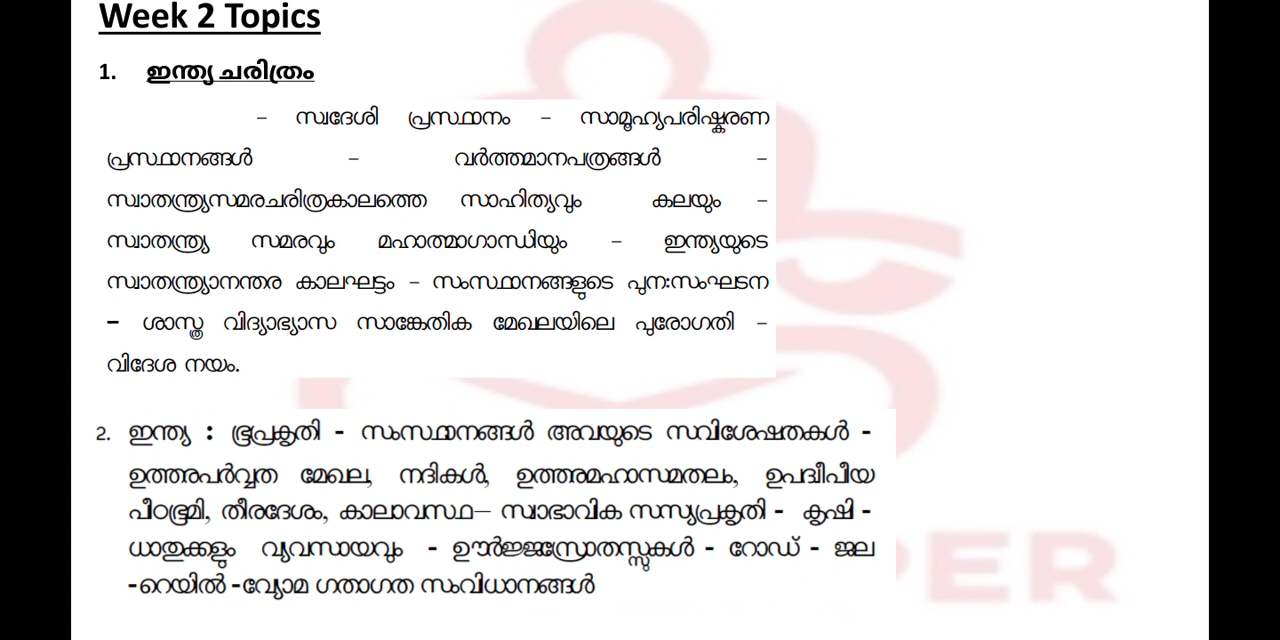 Week 2 Topics
1. ഇന്ത്യ ചരിത്രം
– സ്വദേശി പ്രസ്ഥാനം – സാമൂഹ്യപരിഷ്കരണ
പ്രസ്ഥാനങ്ങൾ – വർത്തമാനപത്രങ്ങൾ –
സ്വാതന്ത്ര്യസമരചരിത്രകാലത്തെ സാഹിത്യവും കലയും –
സ്വാതന്ത്ര്യ സമരവും മഹാത്മാഗാന്ധിയും – ഇന്ത്യയുടെ
സ്വാതന്ത്ര്യാനന്തര കാലഘട്ടം – സംസ്ഥാനങ്ങളുടെ പുനഃസംഘടന
– ശാസ്ത്ര വിദ്യാഭ്യാസ സാങ്കേതിക മേഖലയിലെ പുരോഗതി –
വിദേശ നയം.
2. ഇന്ത്യ : ഭൂപ്രകൃതി - സംസ്ഥാനങ്ങൾ അവയുടെ സവിശേഷതകൾ -
ഉത്തരപർവ്വത മേഖല, നദികൾ, ഉത്തരമഹാസമതലം, ഉപദ്വീപീയ
പീഠഭൂമി, തീരദേശം, കാലാവസ്ഥ– സ്വാഭാവിക സസ്യപ്രകൃതി - കൃഷി -
ധാതുക്കളും വ്യവസായവും - ഊർജ്ജസ്രോതസ്സുകൾ - റോഡ് - ജല
-റെയിൽ -വ്യോമ ഗതാഗത സംവിധാനങ്ങൾ
PER